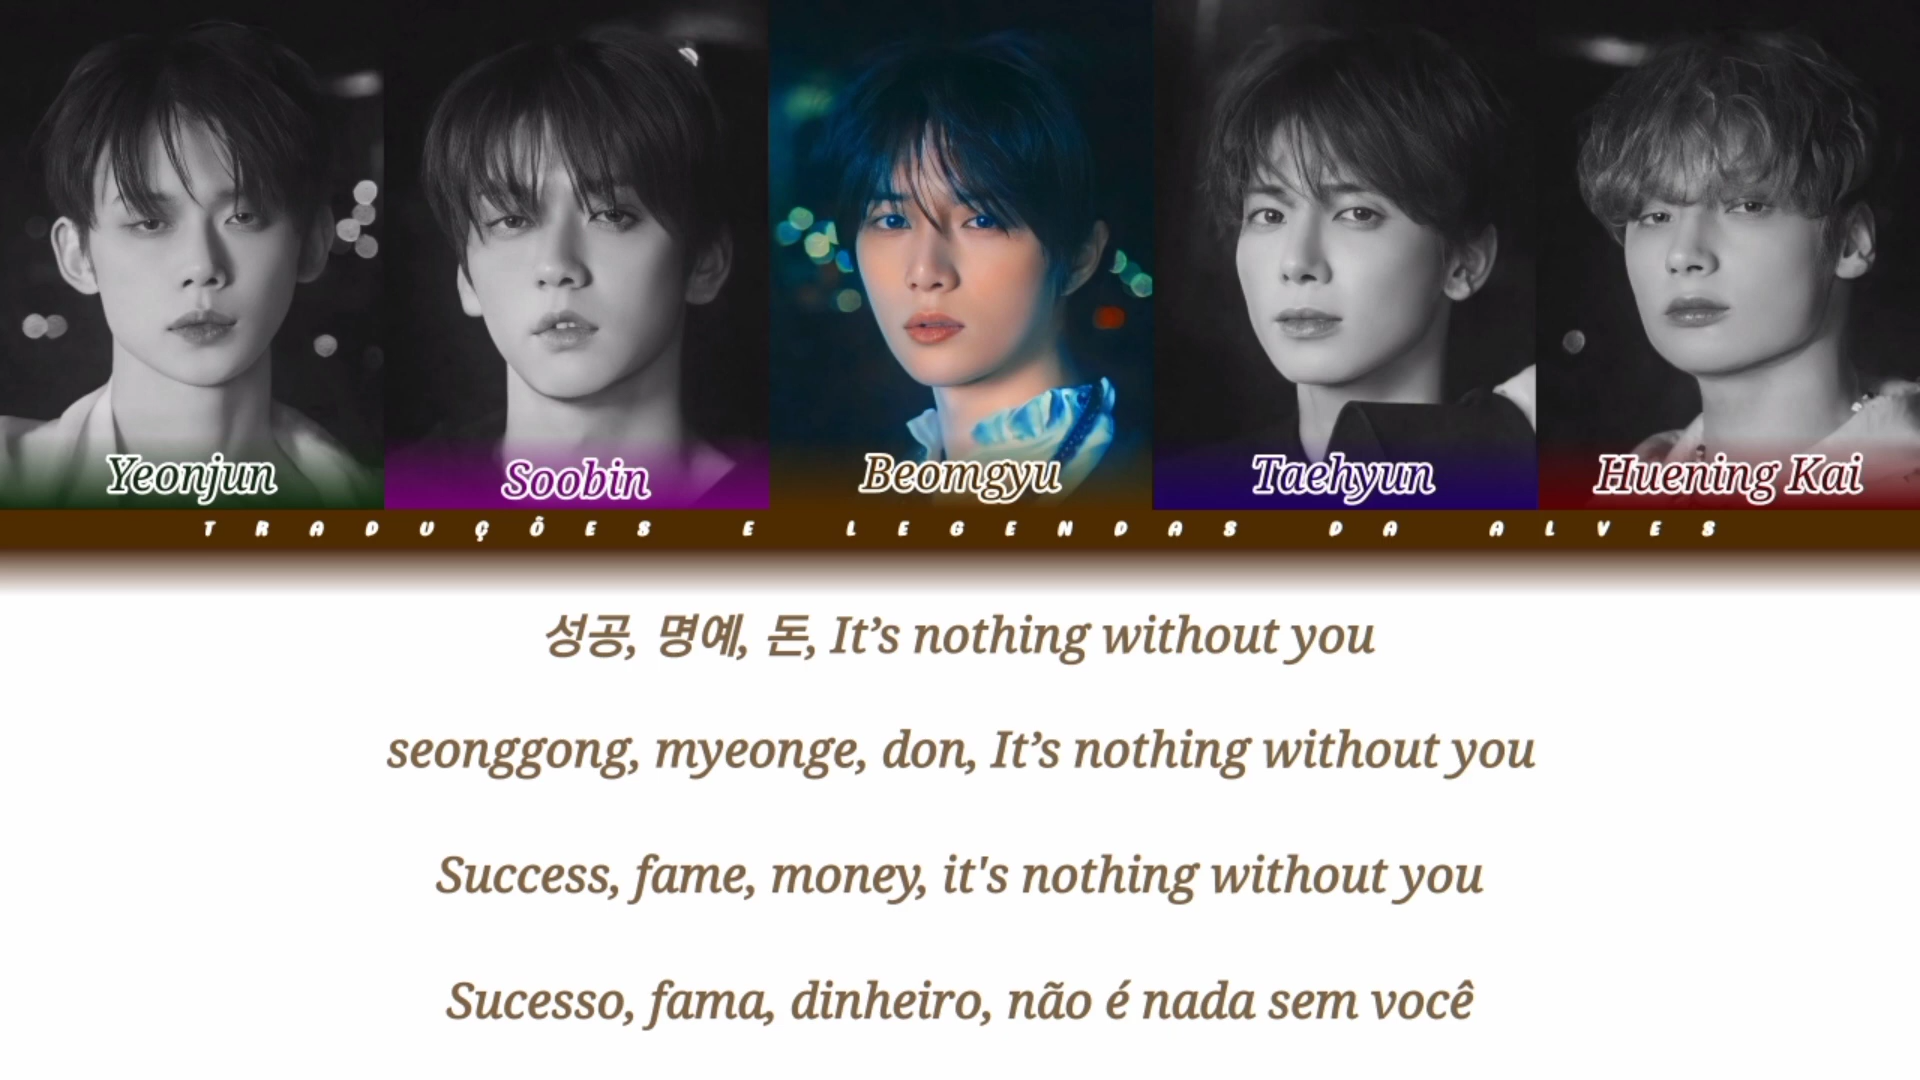 Yeonjun Soobin Beomgyu Taehyun Huening Kai
TRADUÇÕES E LEGENDAS DA ALVES
성공, 명예, 돈, It’s nothing without you
seonggong, myeonge, don, It’s nothing without you
Success, fame, money, it's nothing without you
Sucesso, fama, dinheiro, não é nada sem você